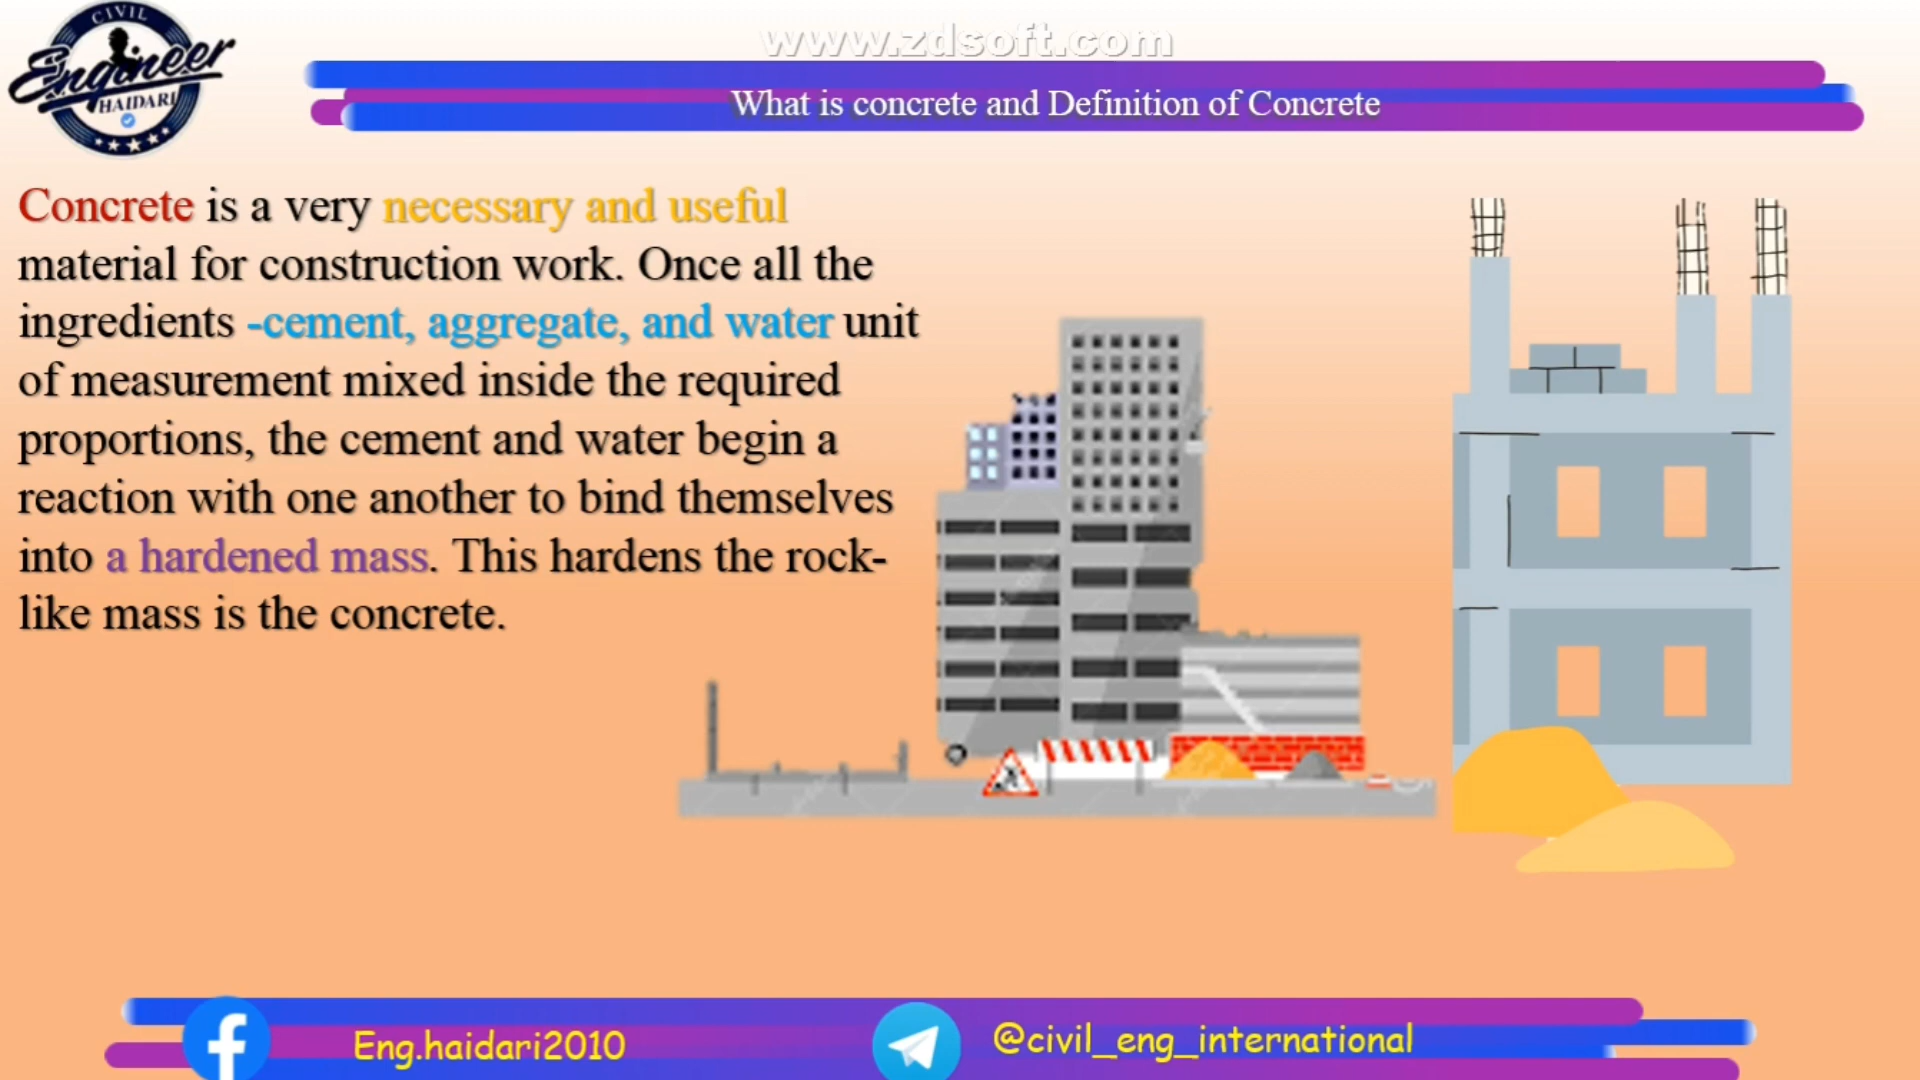 CIVIL
Engineer
HAIDARI
www.zdsoft.com
What is concrete and Definition of Concrete
Concrete is a very necessary and useful
material for construction work. Once all the
ingredients -cement, aggregate, and water unit
of measurement mixed inside the required
proportions, the cement and water begin a
reaction with one another to bind themselves
into a hardened mass. This hardens the rock-
like mass is the concrete.
Eng.haidari2010
@civil_eng_international